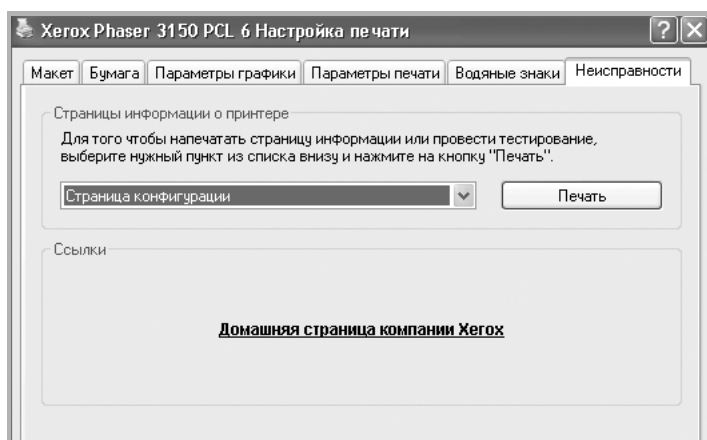 Xerox Phaser 3150 PCL 6 Настройка печати
Макет Бумага Параметры графики Параметры печати Водяные знаки Неисправности
Страницы информации о принтере
Для того чтобы напечатать страницу информации или провести тестирование,
выберите нужный пункт из списка внизу и нажмите на кнопку "Печать".
Страница конфигурации Печать
Ссылки
Домашняя страница компании Xerox